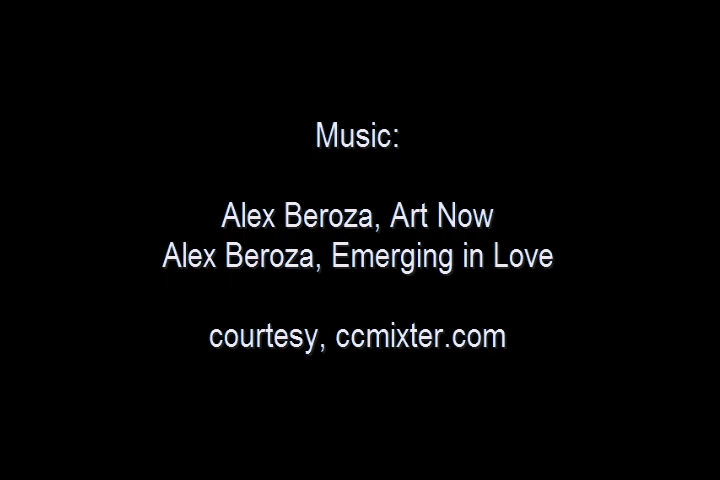 Music:
Alex Beroza, Art Now
Alex Beroza, Emerging in Love
courtesy, ccmixter.com